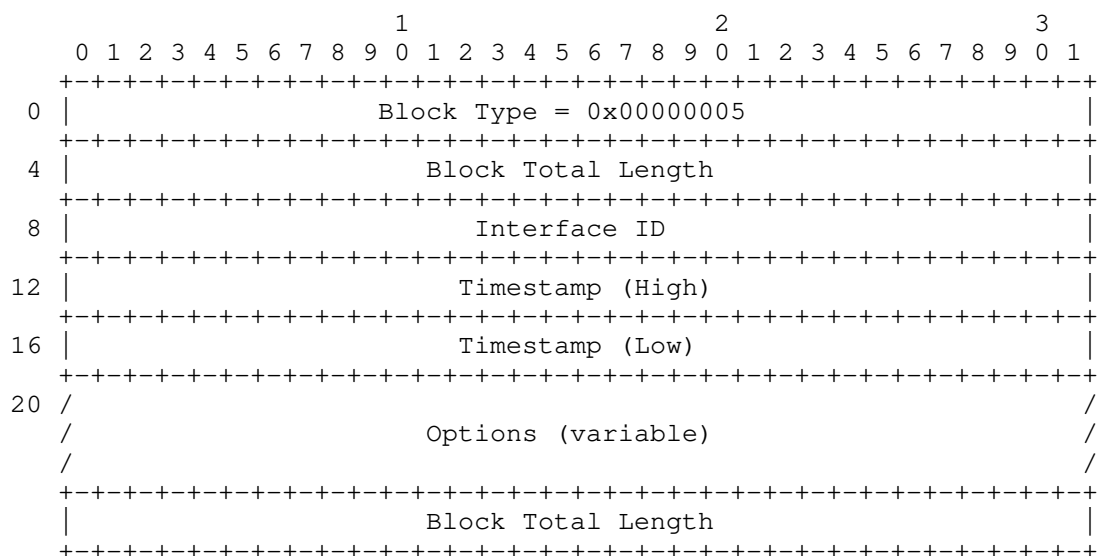 1                   2                   3
    0 1 2 3 4 5 6 7 8 9 0 1 2 3 4 5 6 7 8 9 0 1 2 3 4 5 6 7 8 9 0 1
   +-+-+-+-+-+-+-+-+-+-+-+-+-+-+-+-+-+-+-+-+-+-+-+-+-+-+-+-+-+-+-+-+
 0 |                   Block Type = 0x00000005                     |
   +-+-+-+-+-+-+-+-+-+-+-+-+-+-+-+-+-+-+-+-+-+-+-+-+-+-+-+-+-+-+-+-+
 4 |                      Block Total Length                       |
   +-+-+-+-+-+-+-+-+-+-+-+-+-+-+-+-+-+-+-+-+-+-+-+-+-+-+-+-+-+-+-+-+
 8 |                         Interface ID                          |
   +-+-+-+-+-+-+-+-+-+-+-+-+-+-+-+-+-+-+-+-+-+-+-+-+-+-+-+-+-+-+-+-+
12 |                        Timestamp (High)                       |
   +-+-+-+-+-+-+-+-+-+-+-+-+-+-+-+-+-+-+-+-+-+-+-+-+-+-+-+-+-+-+-+-+
16 |                        Timestamp (Low)                        |
   +-+-+-+-+-+-+-+-+-+-+-+-+-+-+-+-+-+-+-+-+-+-+-+-+-+-+-+-+-+-+-+-+
20 /                                                               /
   /                      Options (variable)                       /
   /                                                               /
   +-+-+-+-+-+-+-+-+-+-+-+-+-+-+-+-+-+-+-+-+-+-+-+-+-+-+-+-+-+-+-+-+
   |                      Block Total Length                       |
   +-+-+-+-+-+-+-+-+-+-+-+-+-+-+-+-+-+-+-+-+-+-+-+-+-+-+-+-+-+-+-+-+